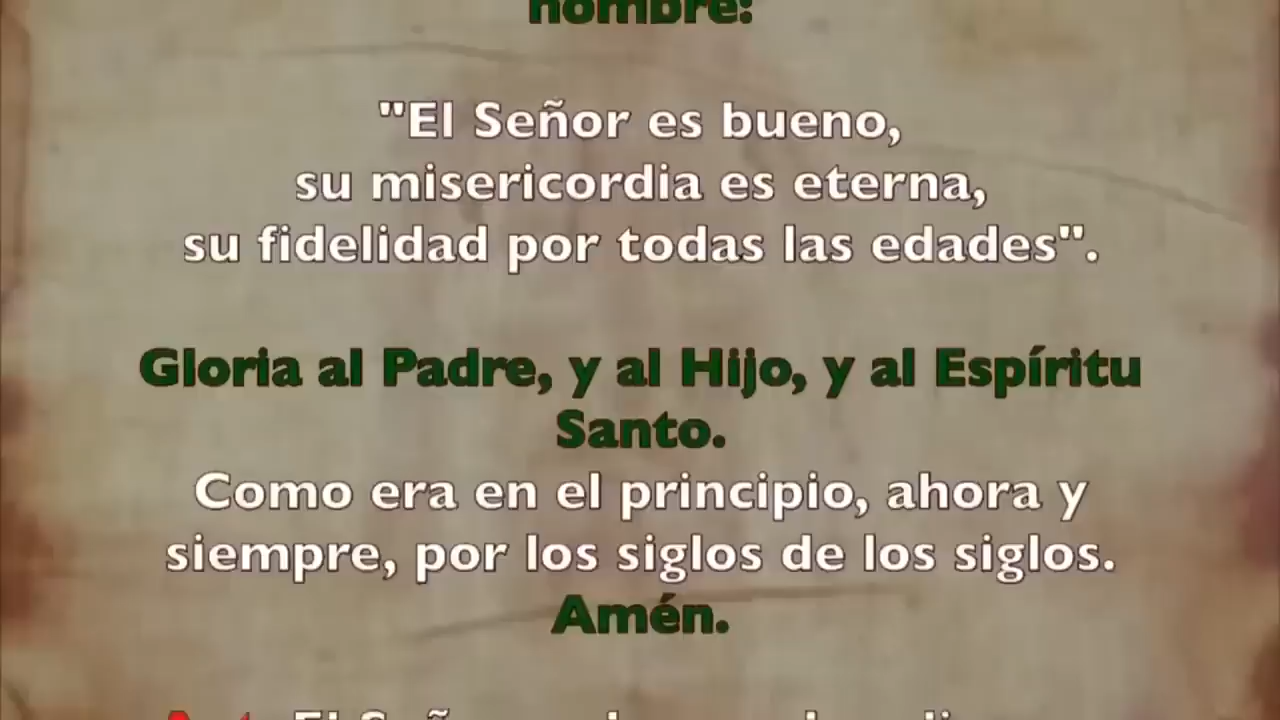 nombre:
"El Señor es bueno,
su misericordia es eterna,
su fidelidad por todas las edades".
Gloria al Padre, y al Hijo, y al Espíritu
Santo.
Como era en el principio, ahora y
siempre, por los siglos de los siglos.
Amén.
El